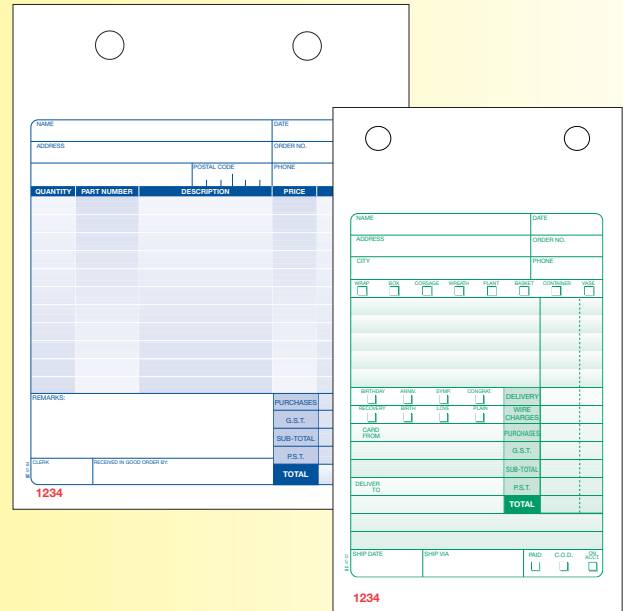 NAME DATE
ADDRESS ORDER NO.
POSTAL CODE PHONE
QUANTITY PART NUMBER DESCRIPTION PRICE
REMARKS:
PURCHASES
G.S.T.
SUB-TOTAL
P.S.T.
CLERK RECEIVED IN GOOD ORDER BY:
TOTAL
1234
NAME DATE
ADDRESS ORDER NO.
CITY PHONE
WRAP BOX CORSAGE WREATH PLANT BASKET CONTAINER VASE
BIRTHDAY ANNIV. SYMP. CONGRAT.
DELIVERY
RECOVERY BIRTH LOVE PLAIN
WIRE
CHARGES
CARD
FROM
PURCHASES
G.S.T.
SUB-TOTAL
DELIVER
TO
P.S.T.
TOTAL
SHIP DATE SHIP VIA PAID C.O.D. ON
ACCT.
1234